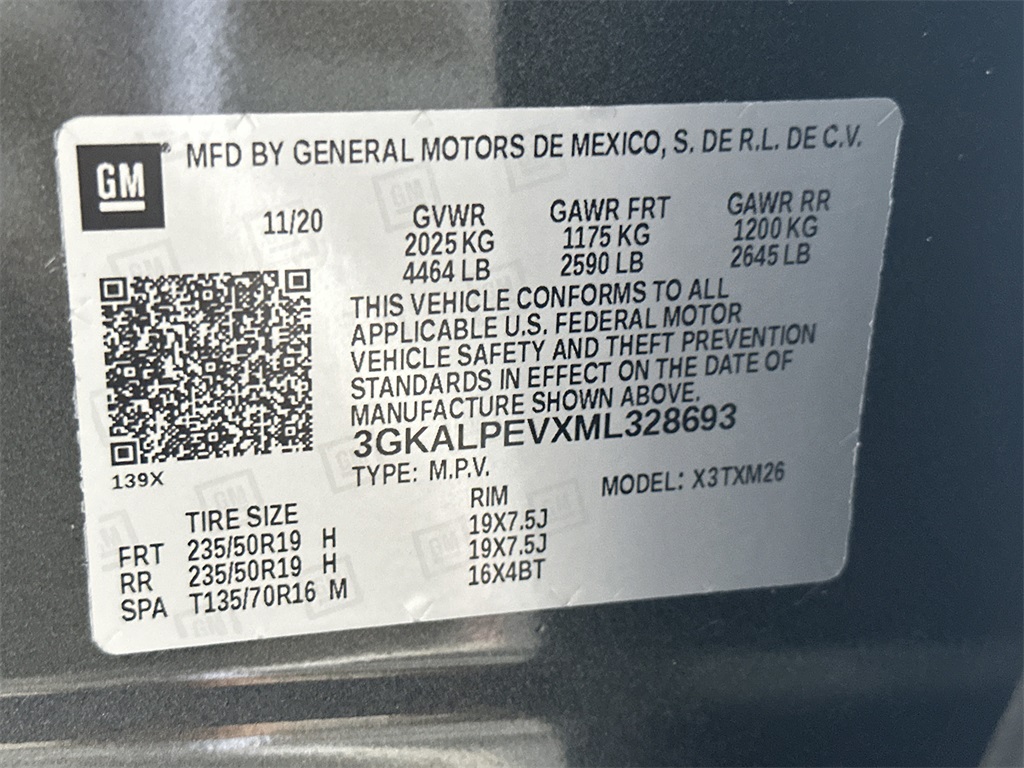 GM® MFD BY GENERAL MOTORS DE MEXICO, S. DE R.L. DE C.V.
11/20 GVWR GAWR FRT GAWR RR
2025 KG 1175 KG 1200 KG
4464 LB 2590 LB 2645 LB
THIS VEHICLE CONFORMS TO ALL
APPLICABLE U.S. FEDERAL MOTOR
VEHICLE SAFETY AND THEFT PREVENTION
STANDARDS IN EFFECT ON THE DATE OF
MANUFACTURE SHOWN ABOVE.
3GKALPEVXML328693
139X
TYPE: M.P.V. MODEL: X3TXM26
TIRE SIZE RIM
FRT 235/50R19 H 19X7.5J
RR 235/50R19 H 19X7.5J
SPA T135/70R16 M 16X4BT